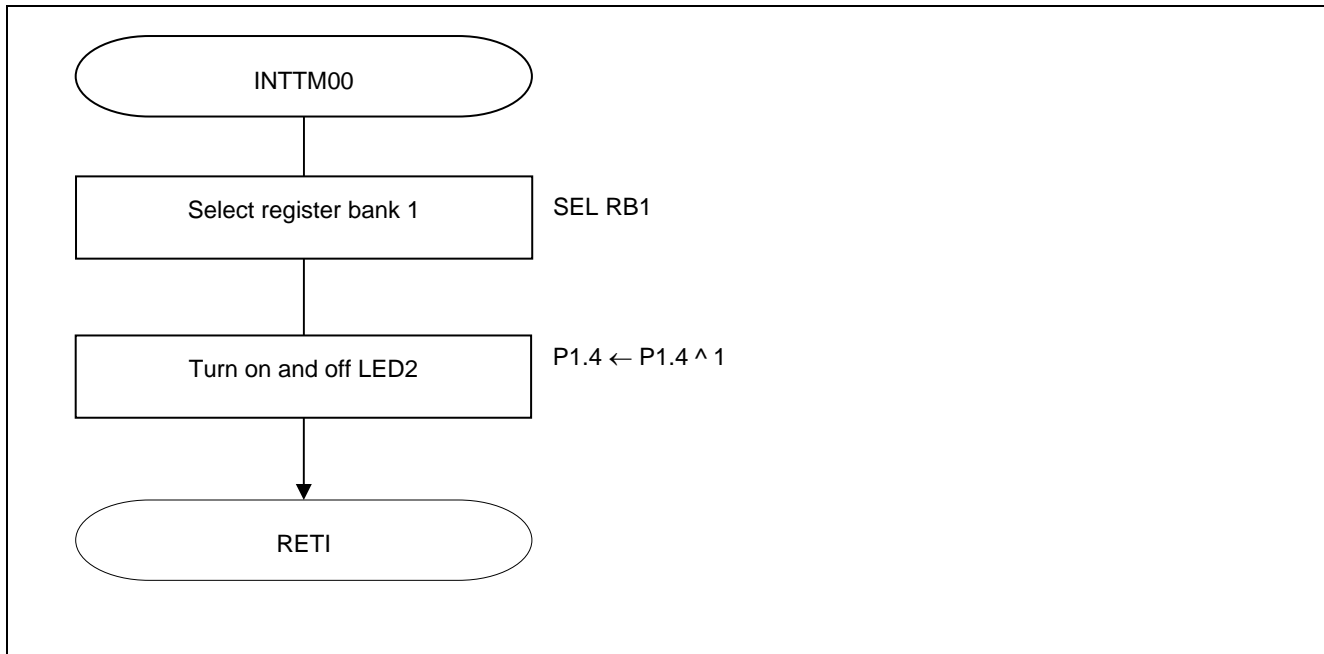 INTTM00
Select register bank 1
SEL RB1
Turn on and off LED2
P1.4 ← P1.4 ^ 1
RETI